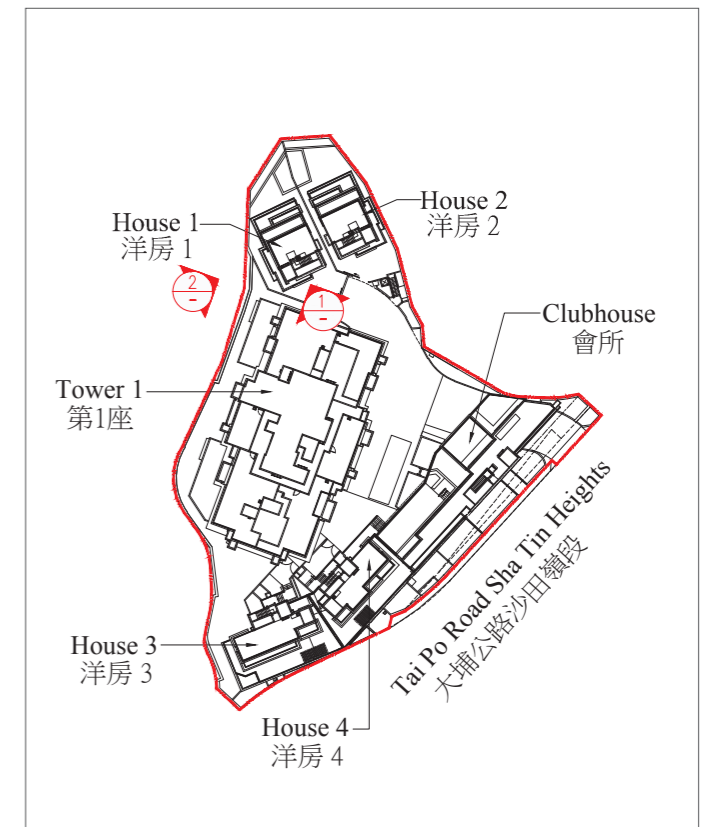 House 1
洋房 1
House 2
洋房 2
2
–
1
–
Clubhouse
會所
Tower 1
第1座
Tai Po Road Sha Tin Heights
大埔公路沙田嶺段
House 3
洋房 3
House 4
洋房 4